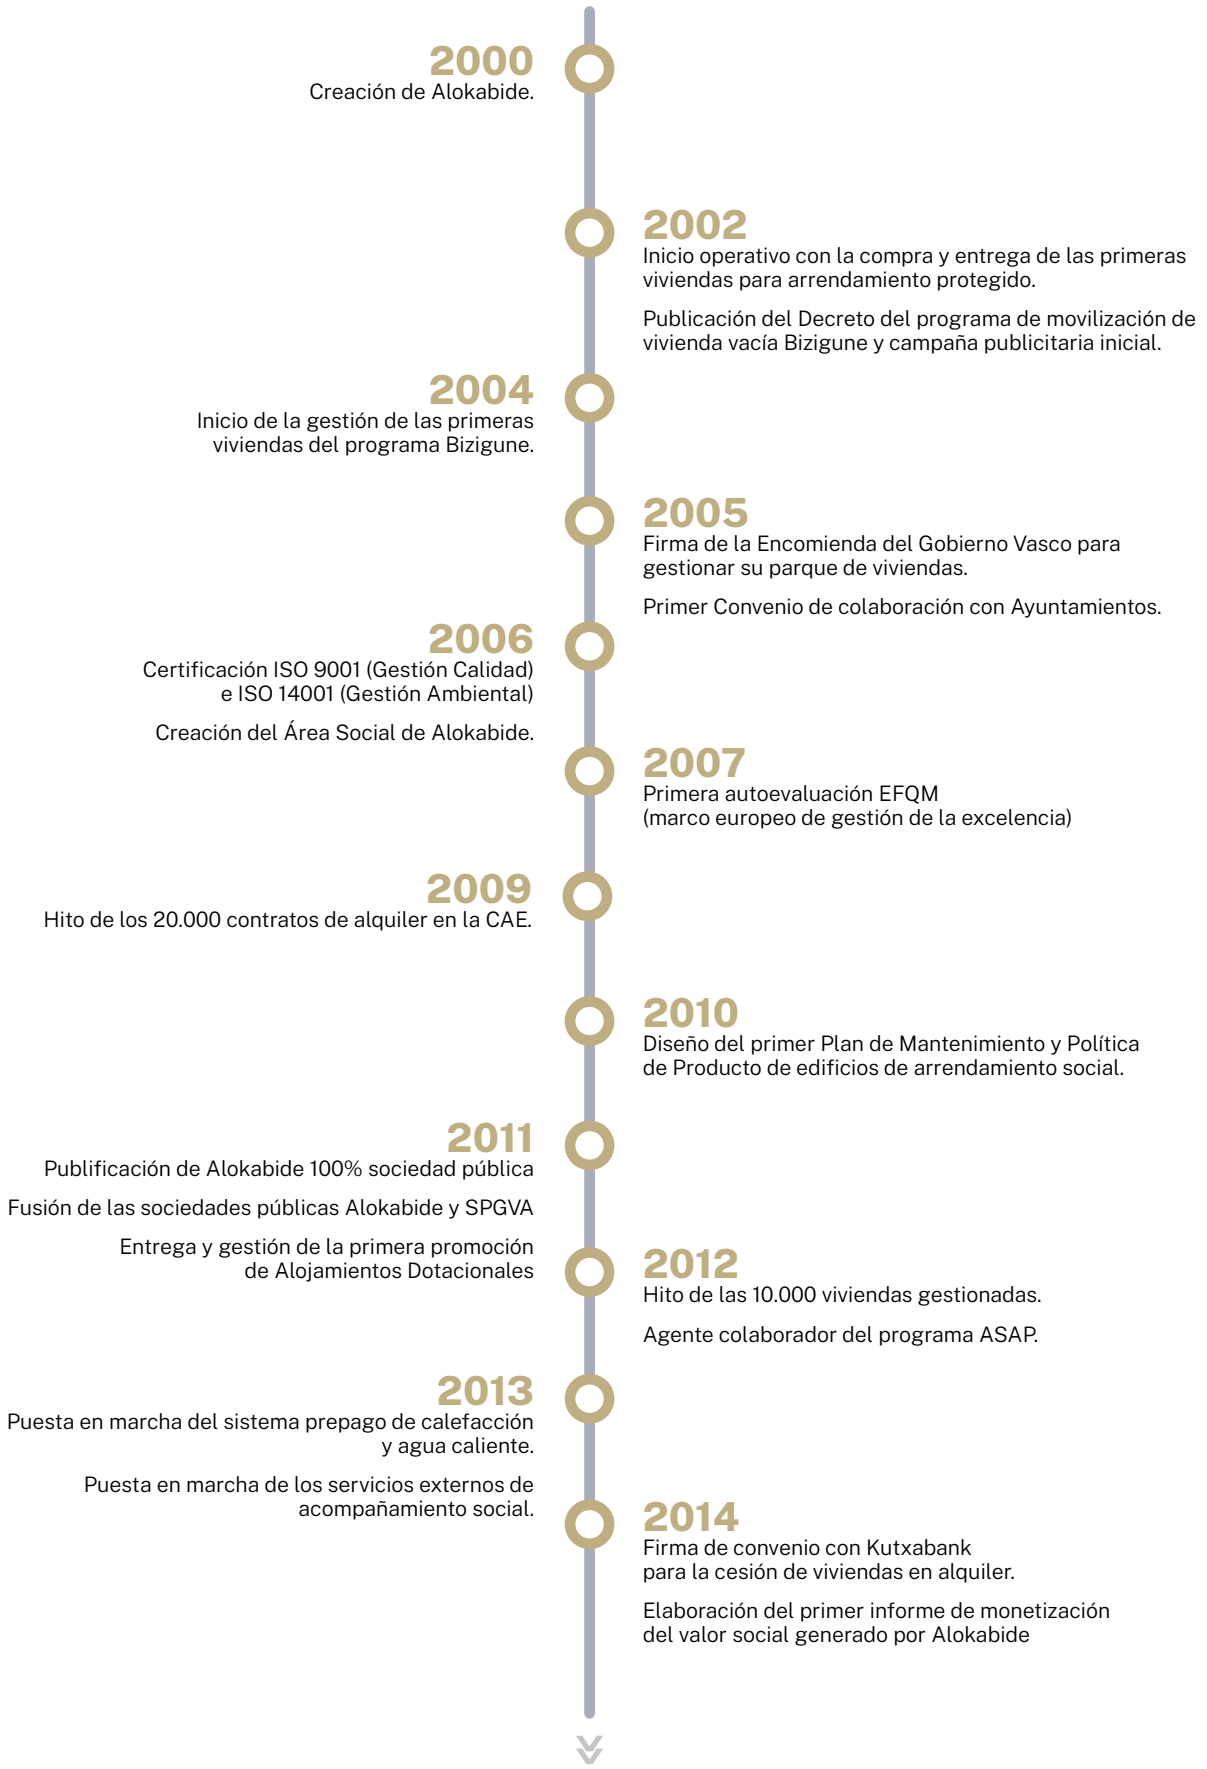 2000
Creación de Alokabide.
2002
Inicio operativo con la compra y entrega de las primeras
viviendas para arrendamiento protegido.
Publicación del Decreto del programa de movilización de
vivienda vacía Bizigune y campaña publicitaria inicial.
2004
Inicio de la gestión de las primeras
viviendas del programa Bizigune.
2005
Firma de la Encomienda del Gobierno Vasco para
gestionar su parque de viviendas.
Primer Convenio de colaboración con Ayuntamientos.
2006
Certificación ISO 9001 (Gestión Calidad)
e ISO 14001 (Gestión Ambiental)
Creación del Área Social de Alokabide.
2007
Primera autoevaluación EFQM
(marco europeo de gestión de la excelencia)
2009
Hito de los 20.000 contratos de alquiler en la CAE.
2010
Diseño del primer Plan de Mantenimiento y Política
de Producto de edificios de arrendamiento social.
2011
Publificación de Alokabide 100% sociedad pública
Fusión de las sociedades públicas Alokabide y SPGVA
Entrega y gestión de la primera promoción
de Alojamientos Dotacionales
2012
Hito de las 10.000 viviendas gestionadas.
Agente colaborador del programa ASAP.
2013
Puesta en marcha del sistema prepago de calefacción
y agua caliente.
Puesta en marcha de los servicios externos de
acompañamiento social.
2014
Firma de convenio con Kutxabank
para la cesión de viviendas en alquiler.
Elaboración del primer informe de monetización
del valor social generado por Alokabide